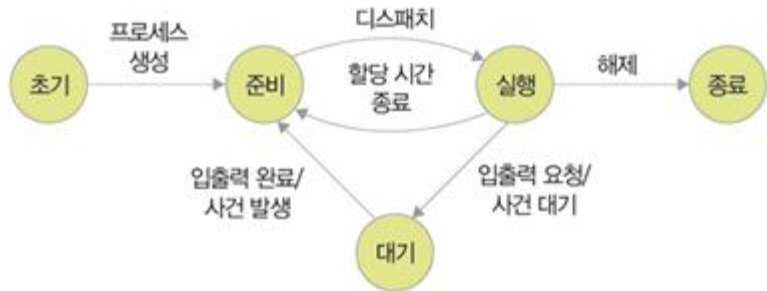 프로세스
생성
디스패치
초기
준비
할당 시간
종료
실행
해제
종료
입출력 완료/
사건 발생
입출력 요청/
사건 대기
대기